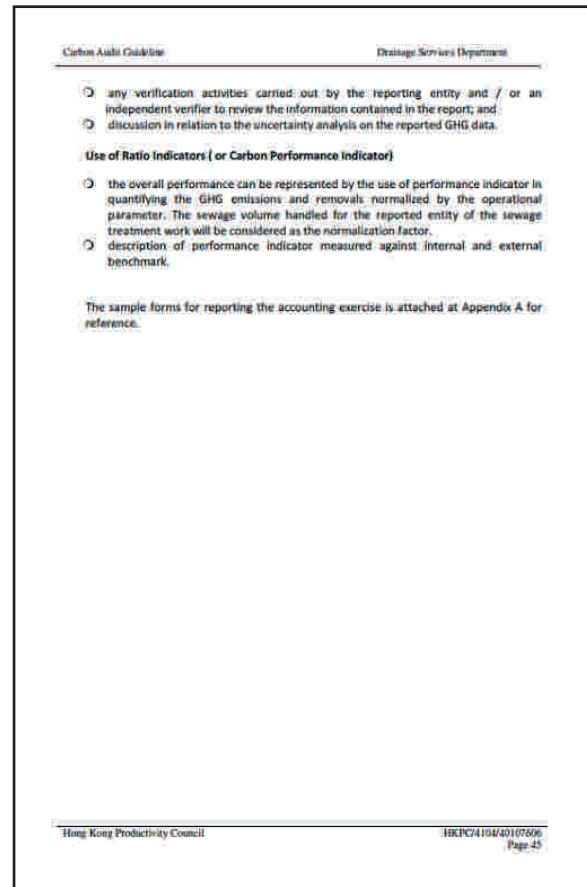 Carbon Audit Guideline Drainage Services Department
any verification activities carried out by the reporting entity and / or an
independent verifier to review the information contained in the report; and
discussion in relation to the uncertainty analysis on the reported GHG data.
Use of Ratio Indicators ( or Carbon Performance Indicator)
the overall performance can be represented by the use of performance indicator in
quantifying the GHG emissions and removals normalized by the operational
parameter. The sewage volume handled for the reported entity of the sewage
treatment work will be considered as the normalization factor.
description of performance indicator measured against internal and external
benchmark.
The sample forms for reporting the accounting exercise is attached at Appendix A for
reference.
Hong Kong Productivity Council HKPC/4104/40107606
Page 45